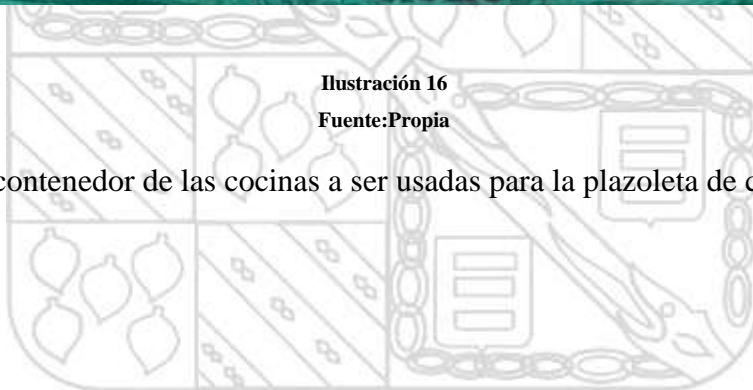 Ilustración 16
Fuente:Propia
contenedor de las cocinas a ser usadas para la plazoleta de